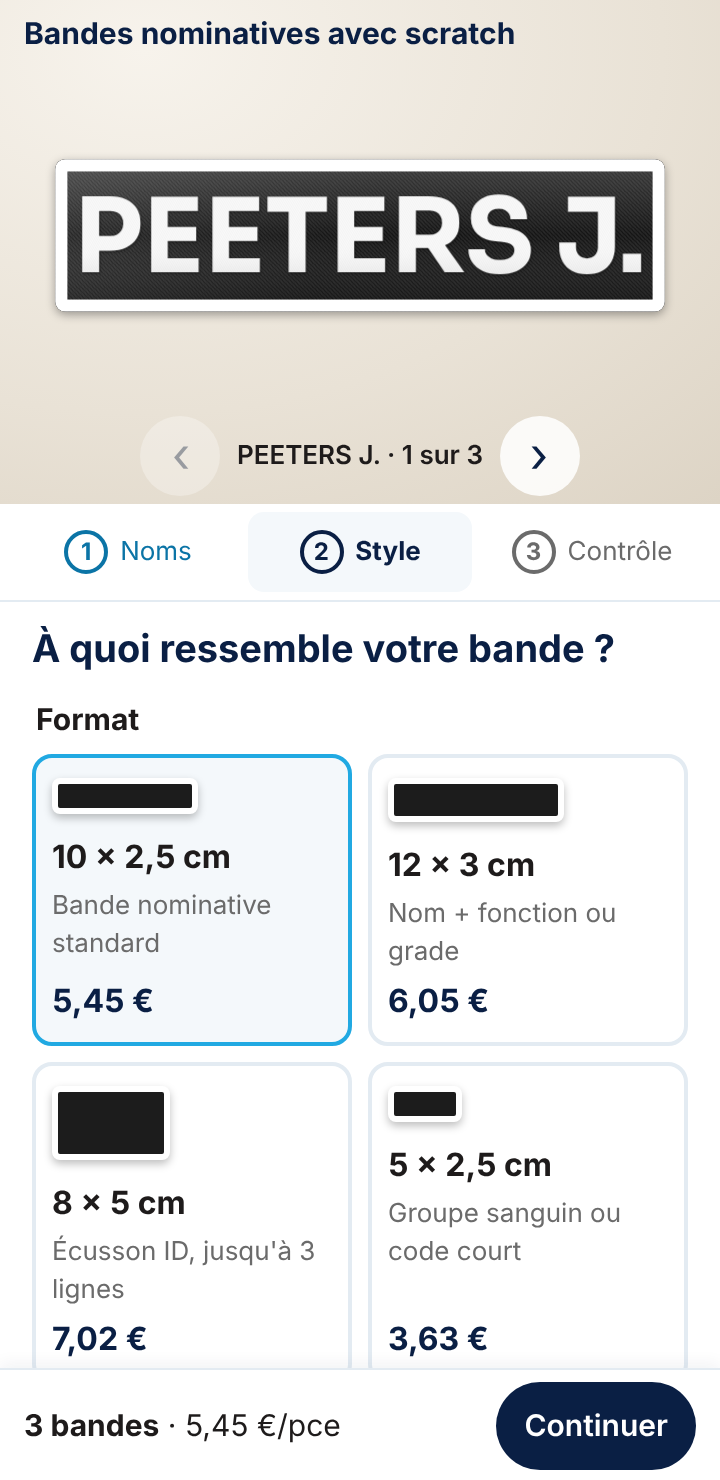 Bandes nominatives avec scratch
PEETERS J.
‹ PEETERS J. · 1 sur 3 ›
1 Noms
2 Style
3 Contrôle
À quoi ressemble votre bande ?
Format
10 × 2,5 cm
Bande nominative
standard
5,45 €
12 × 3 cm
Nom + fonction ou
grade
6,05 €
8 × 5 cm
Écusson ID, jusqu'à 3
lignes
7,02 €
5 × 2,5 cm
Groupe sanguin ou
code court
3,63 €
3 bandes · 5,45 €/pce
Continuer